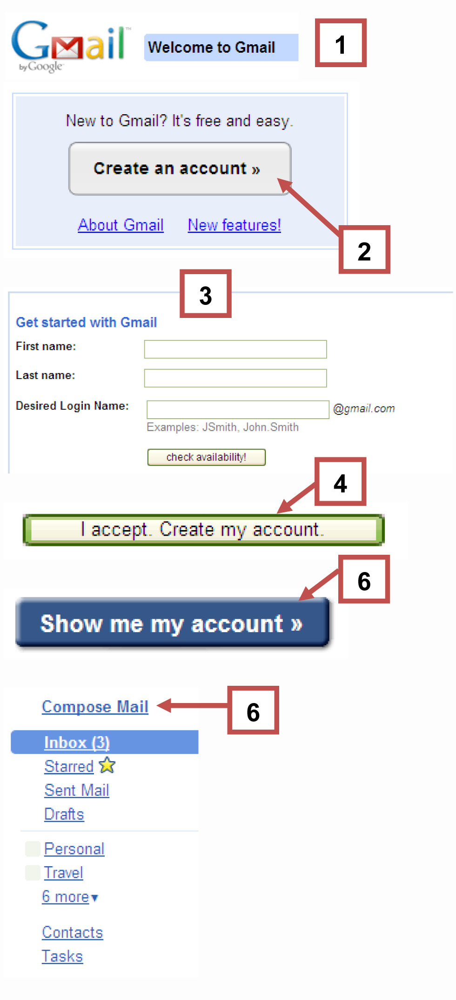 Gmail™
by Google™
Welcome to Gmail
1
New to Gmail? It's free and easy.
Create an account »
About Gmail New features!
2
3
Get started with Gmail
First name:
Last name:
Desired Login Name: @gmail.com
Examples: JSmith, John.Smith
check availability!
4
I accept. Create my account.
6
Show me my account »
Compose Mail
6
Inbox (3)
Starred
Sent Mail
Drafts
Personal
Travel
6 more▼
Contacts
Tasks